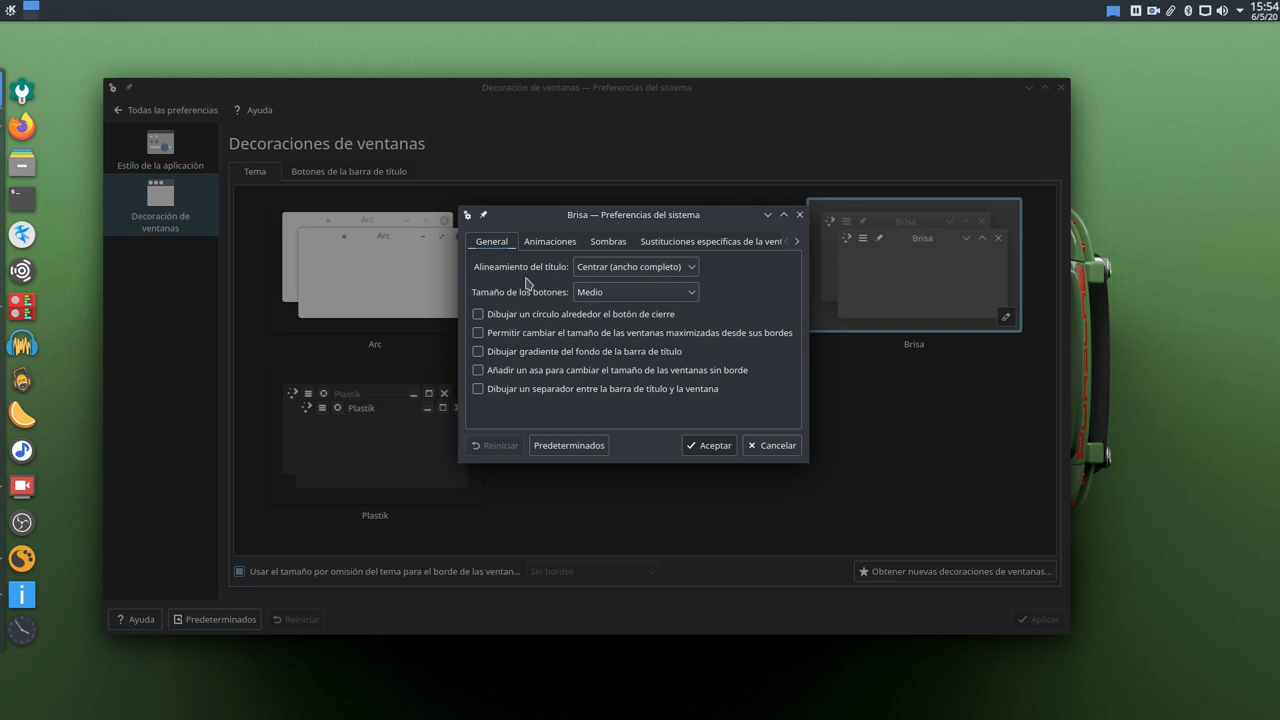 15:54
6/5/20
Decoración de ventanas — Preferencias del sistema
Todas las preferencias
? Ayuda
Estilo de la aplicación
Decoración de
ventanas
Decoraciones de ventanas
Tema
Botones de la barra de título
Arc
Arc
Arc
Brisa
Brisa
Brisa
Plastik
Plastik
Plastik
Brisa — Preferencias del sistema
General
Animaciones
Sombras
Sustituciones específicas de la vent
Alineamiento del título:
Centrar (ancho completo)
Tamaño de los botones:
Medio
Dibujar un círculo alrededor el botón de cierre
Permitir cambiar el tamaño de las ventanas maximizadas desde sus bordes
Dibujar gradiente del fondo de la barra de título
Añadir un asa para cambiar el tamaño de las ventanas sin borde
Dibujar un separador entre la barra de título y la ventana
Reiniciar
Predeterminados
Aceptar
Cancelar
Usar el tamaño por omisión del tema para el borde de las ventan...
Sin bordes
Obtener nuevas decoraciones de ventanas...
? Ayuda
Predeterminados
Reiniciar
Aplicar